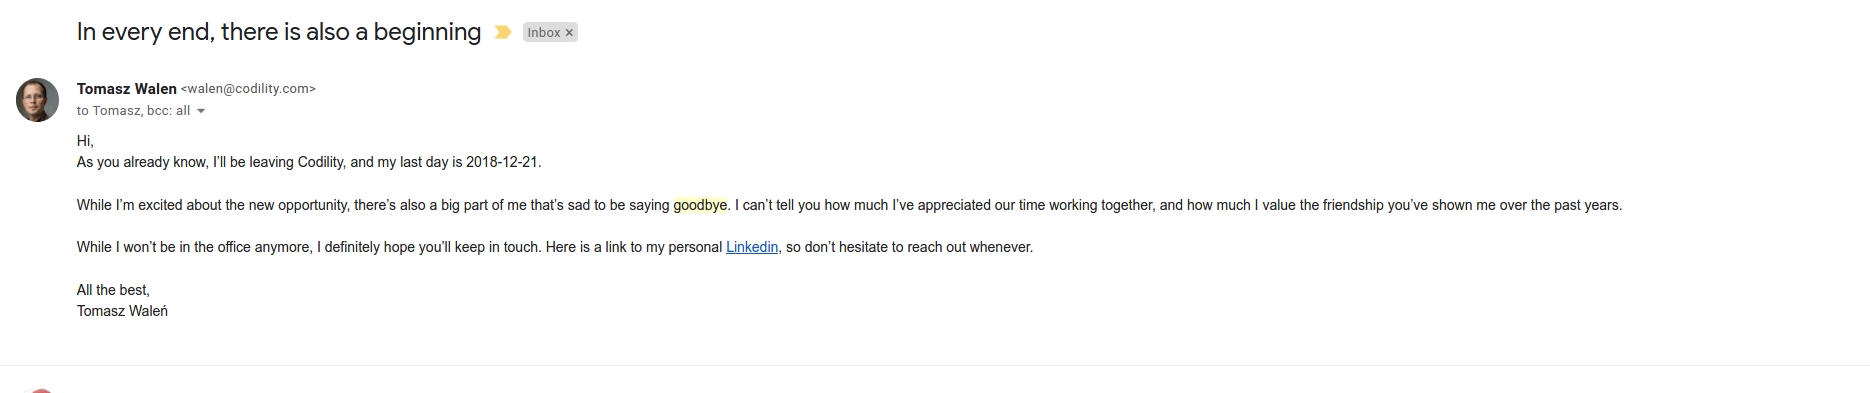 In every end, there is also a beginning Inbox ×
Tomasz Walen <walen@codility.com>
to Tomasz, bcc: all
Hi,
As you already know, I’ll be leaving Codility, and my last day is 2018-12-21.
While I’m excited about the new opportunity, there’s also a big part of me that’s sad to be saying goodbye. I can’t tell you how much I’ve appreciated our time working together, and how much I value the friendship you’ve shown me over the past years.
While I won’t be in the office anymore, I definitely hope you’ll keep in touch. Here is a link to my personal Linkedin, so don’t hesitate to reach out whenever.
All the best,
Tomasz Waleń